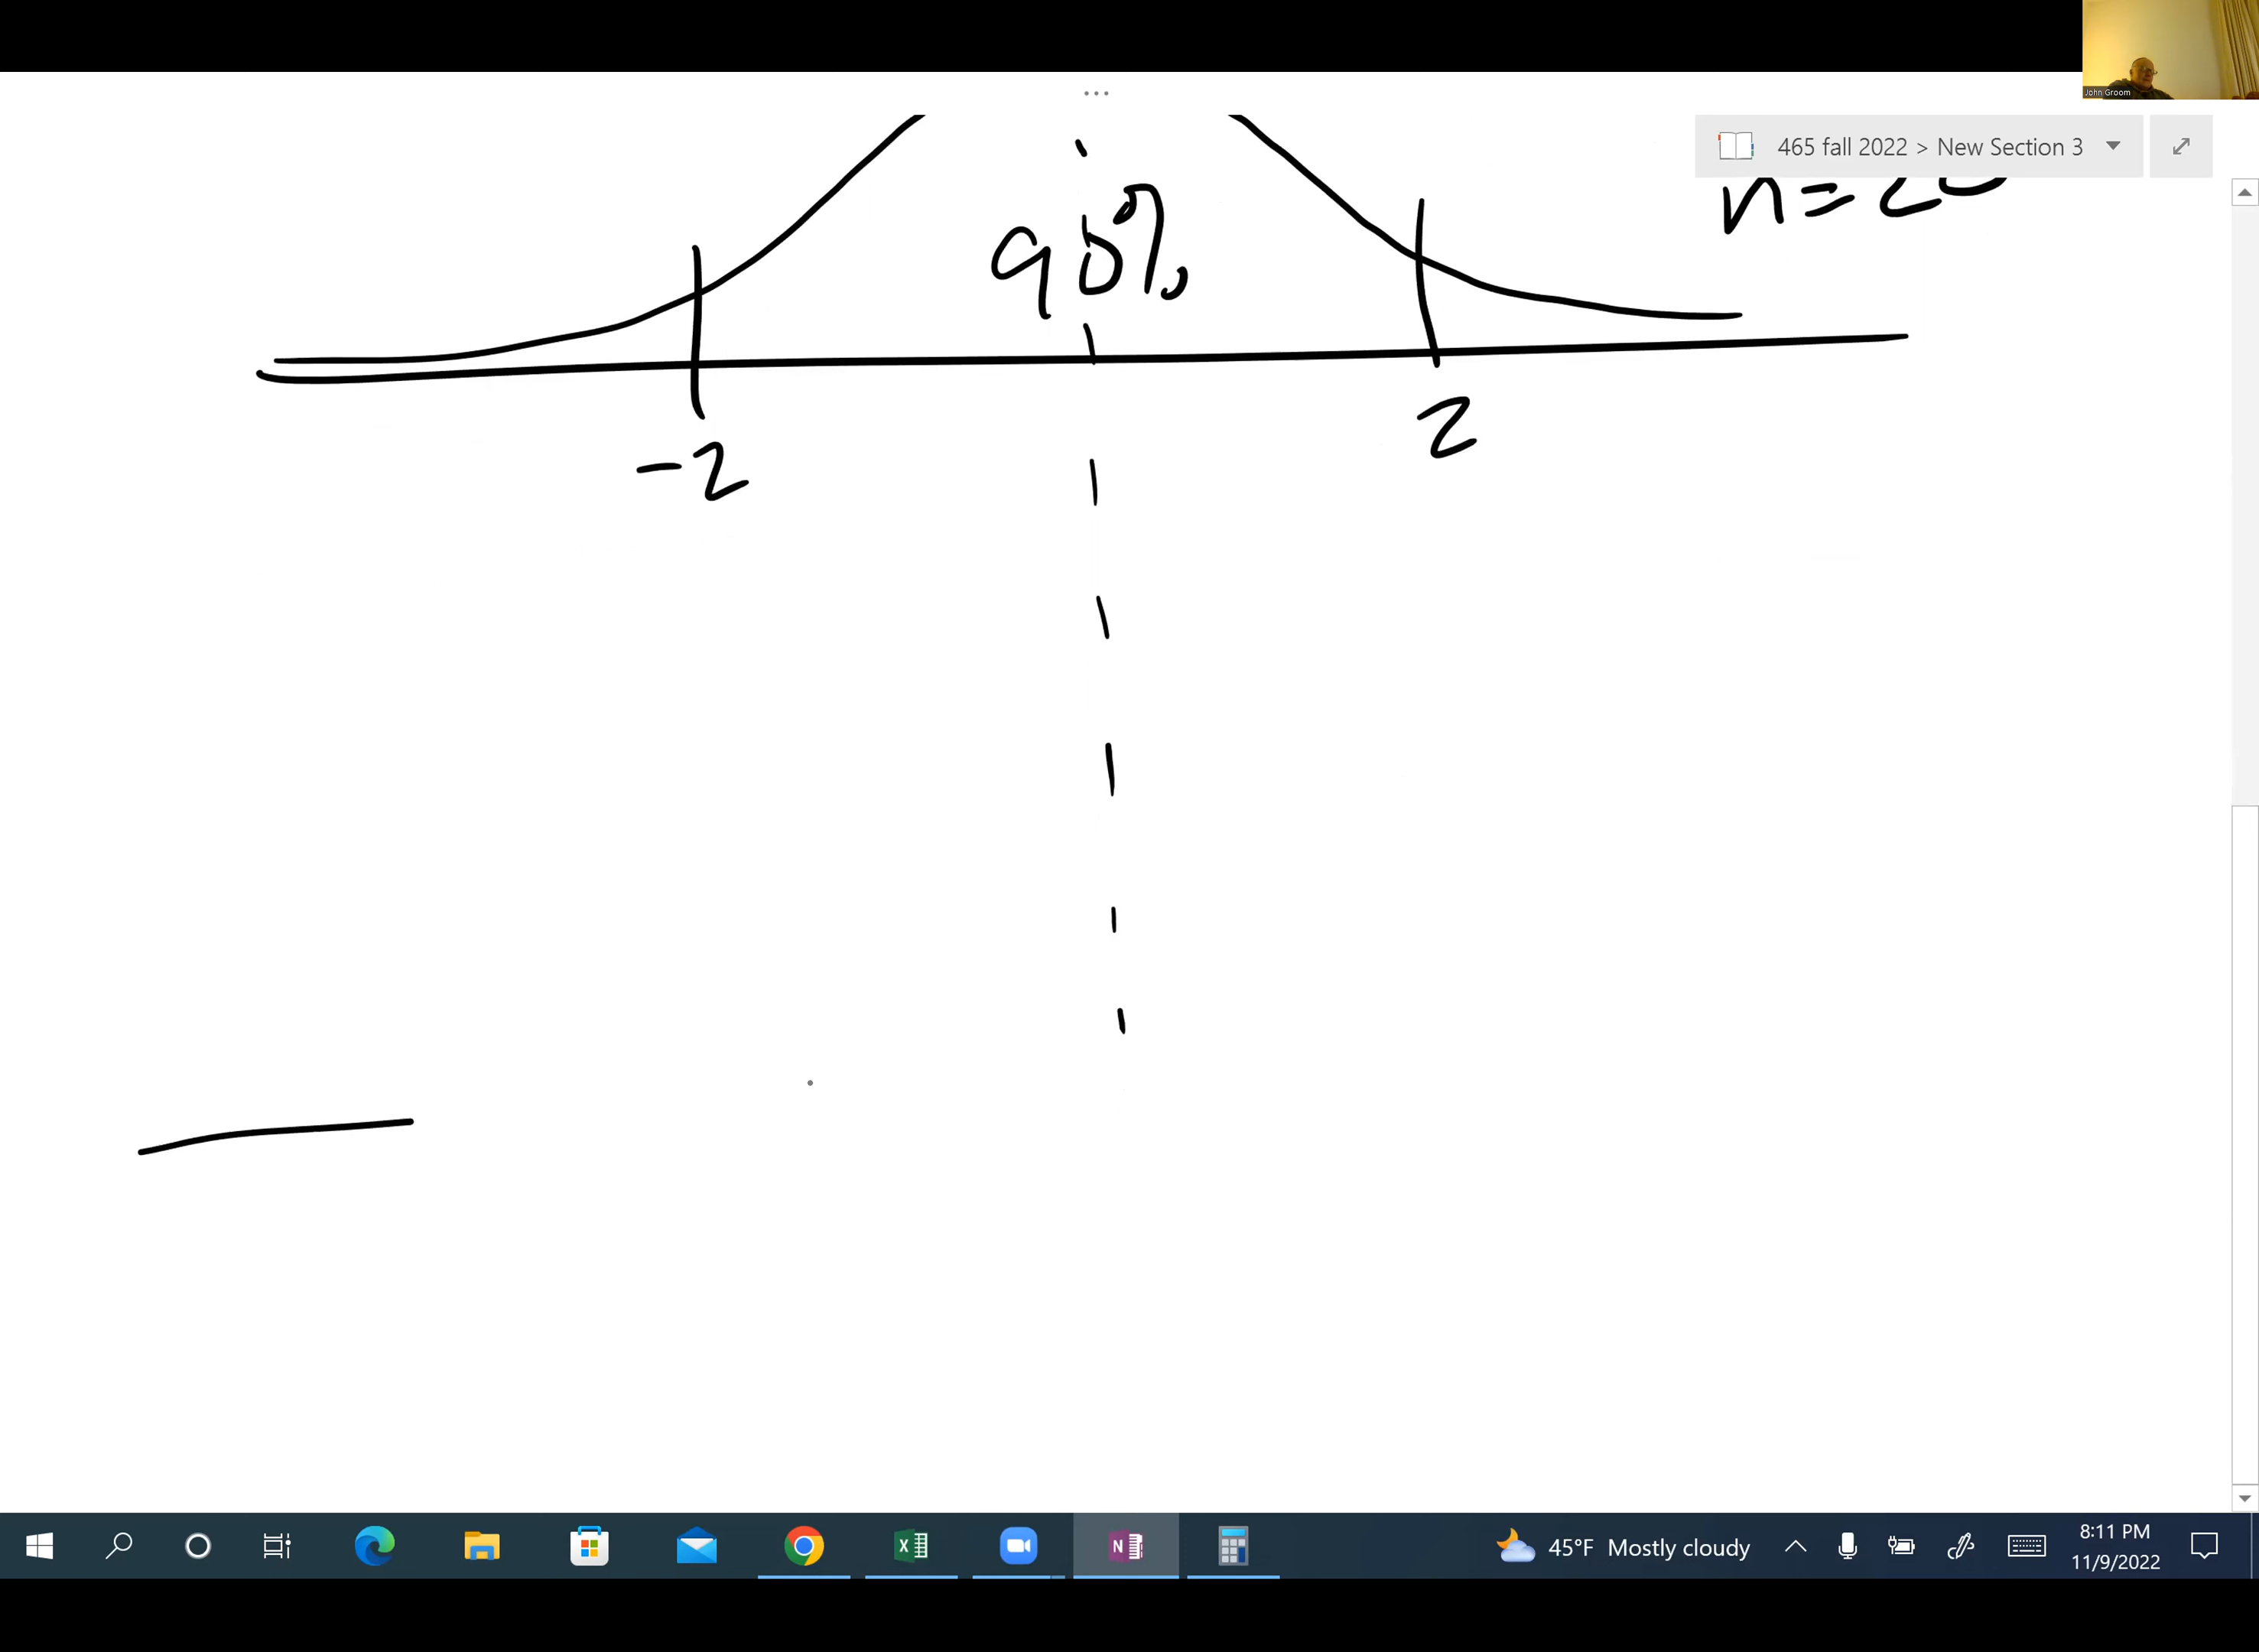 John Groom
465 fall 2022 > New Section 3
n=20
90%
-2
2
45°F Mostly cloudy
8:11 PM
11/9/2022